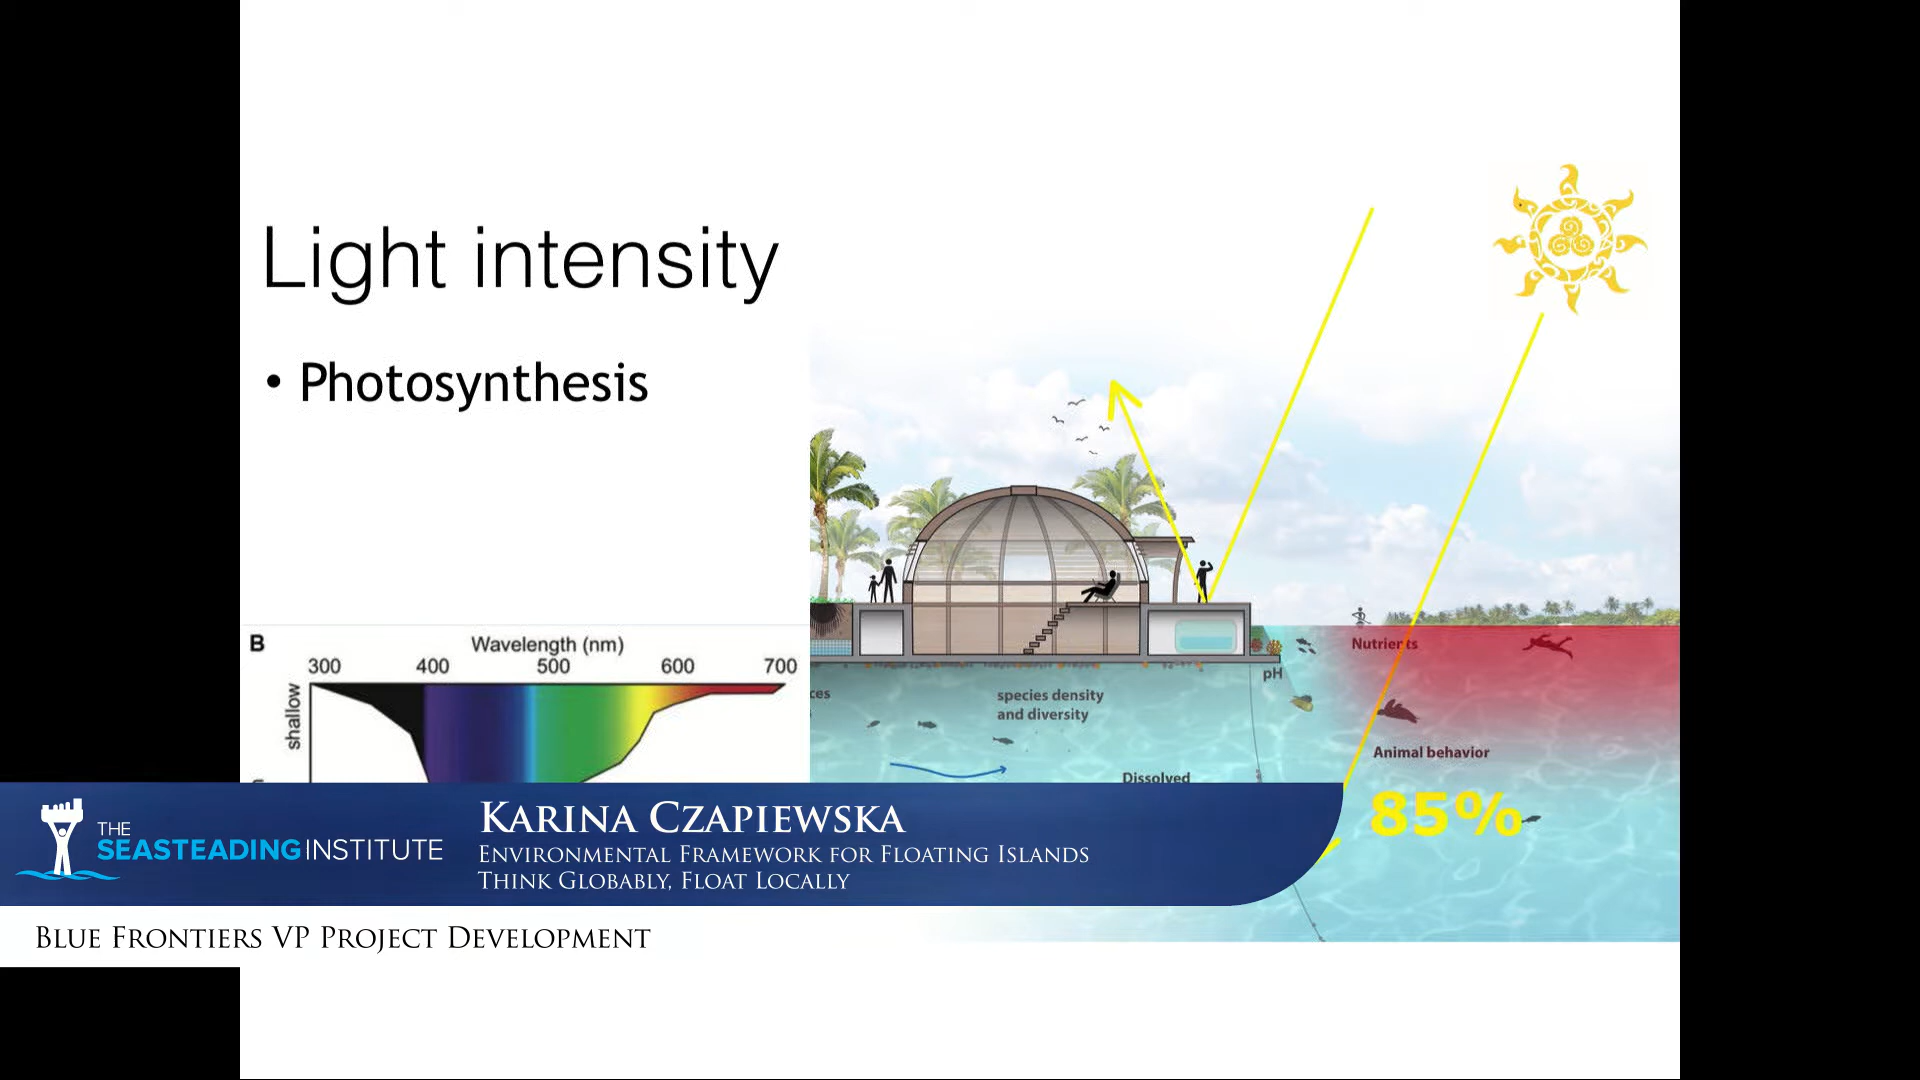 Light intensity
• Photosynthesis
B
Wavelength (nm)
300 400 500 600 700
shallow
Nutrients
pH
ces
species density
and diversity
Animal behavior
Dissolved
85%
THE
SEASTEADING INSTITUTE
KARINA CZAPIEWSKA
ENVIRONMENTAL FRAMEWORK FOR FLOATING ISLANDS
THINK GLOBABLY, FLOAT LOCALLY
BLUE FRONTIERS VP PROJECT DEVELOPMENT